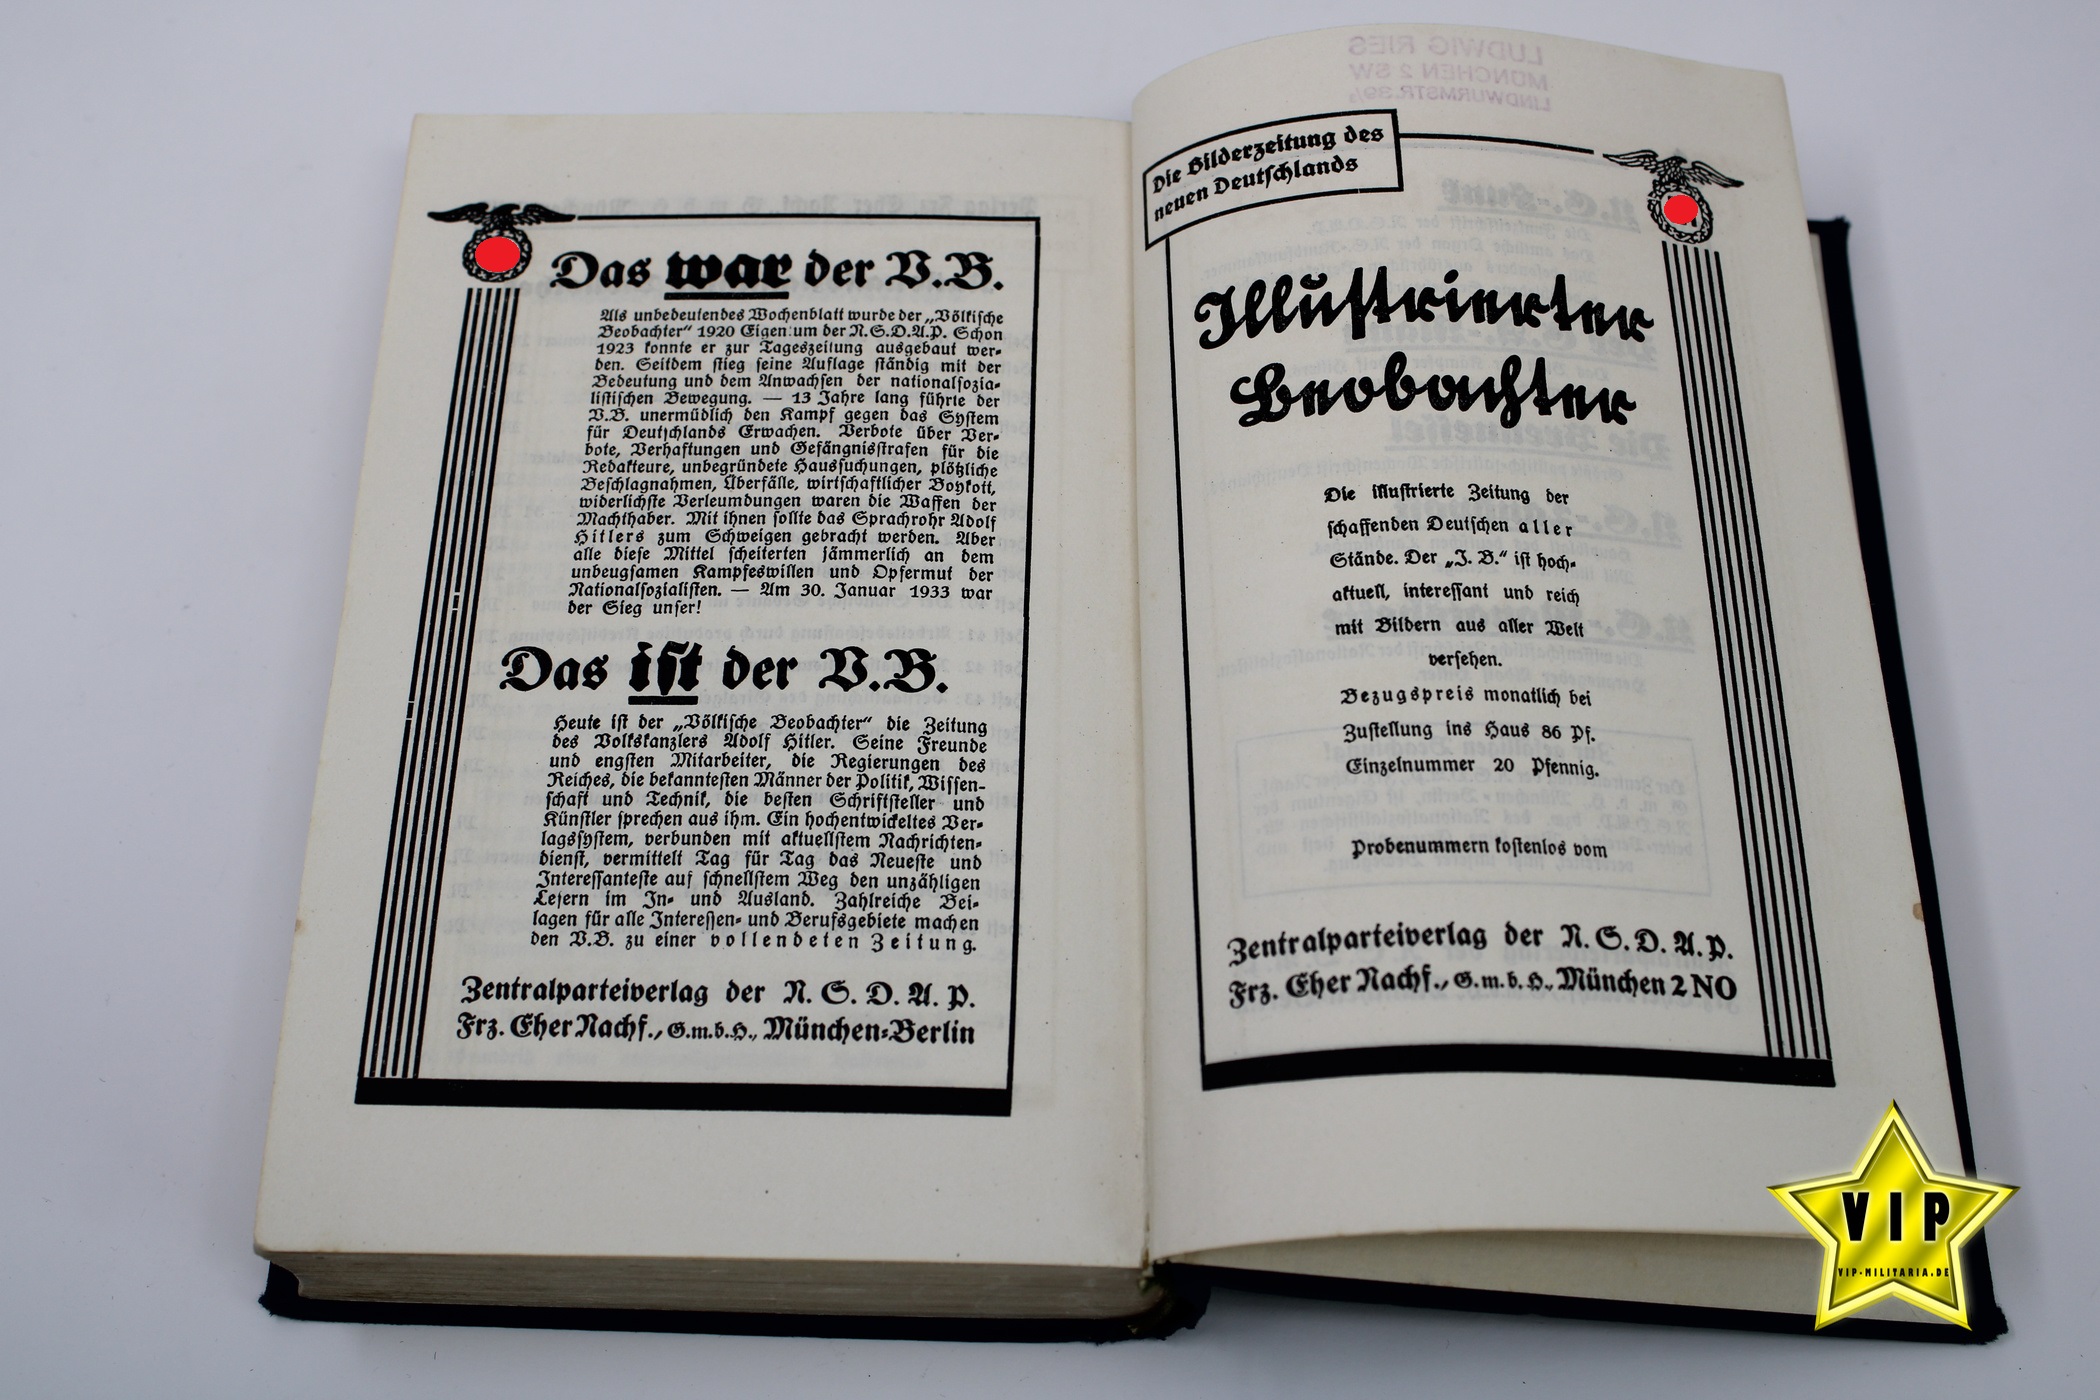 Das war der V.B.
Als unbedeutendes Wochenblatt wurde der „Völkische
Beobachter“ 1920 Eigentum der N.S.D.A.P. Schon
1923 konnte er zur Tageszeitung ausgebaut wer-
den. Seitdem stieg seine Auflage ständig mit der
Bedeutung und dem Anwachsen der nationalsozia-
listischen Bewegung. — 13 Jahre lang führte der
V.B. unermüdlich den Kampf gegen das System
für Deutschlands Erwachen. Verbote über Ver-
bote, Verhaftungen und Gefängnisstrafen für die
Redakteure, unbegründete Haussuchungen, plötzliche
Beschlagnahmen, Überfälle, wirtschaftlicher Boykott,
widerlichste Verleumdungen waren die Waffen der
Machthaber. Mit ihnen sollte das Sprachrohr Adolf
Hitlers zum Schweigen gebracht werden. Aber
alle diese Mittel scheiterten jämmerlich an dem
unbeugsamen Kampfeswillen und Opfermut der
Nationalsozialisten. — Am 30. Januar 1933 war
der Sieg unser!
Das ist der V.B.
Heute ist der „Völkische Beobachter“ die Zeitung
des Volkskanzlers Adolf Hitler. Seine Freunde
und engsten Mitarbeiter, die Regierungen des
Reiches, die bekanntesten Männer der Politik, Wissen-
schaft und Technik, die besten Schriftsteller und
Künstler sprechen aus ihm. Ein hochentwickeltes Ver-
lagssystem, verbunden mit aktuellstem Nachrichten-
dienst, vermittelt Tag für Tag das Neueste und
Interessanteste auf schnellstem Weg den unzähligen
Lesern im In- und Ausland. Zahlreiche Bei-
lagen für alle Interessen- und Berufsgebiete machen
den V.B. zu einer vollendeten Zeitung.
Zentralparteiverlag der N.S.D.A.P.
Frz. Eher Nachf., G.m.b.H., München-Berlin
LUDWIG RIES
MÜNCHEN 2 SW
LINDWURMSTR. 39/2
Die Bilderzeitung des
neuen Deutschlands
Illustrierter
Beobachter
Die illustrierte Zeitung der
schaffenden Deutschen aller
Stände. Der „J. B.“ ist hoch-
aktuell, interessant und reich
mit Bildern aus aller Welt
versehen.
Bezugspreis monatlich bei
Zustellung ins Haus 86 Pf.
Einzelnummer 20 Pfennig.
Probenummern kostenlos vom
Zentralparteiverlag der N.S.D.A.P.
Frz. Eher Nachf., G.m.b.H., München 2 NO
VIP
VIP-MILITARIA.DE